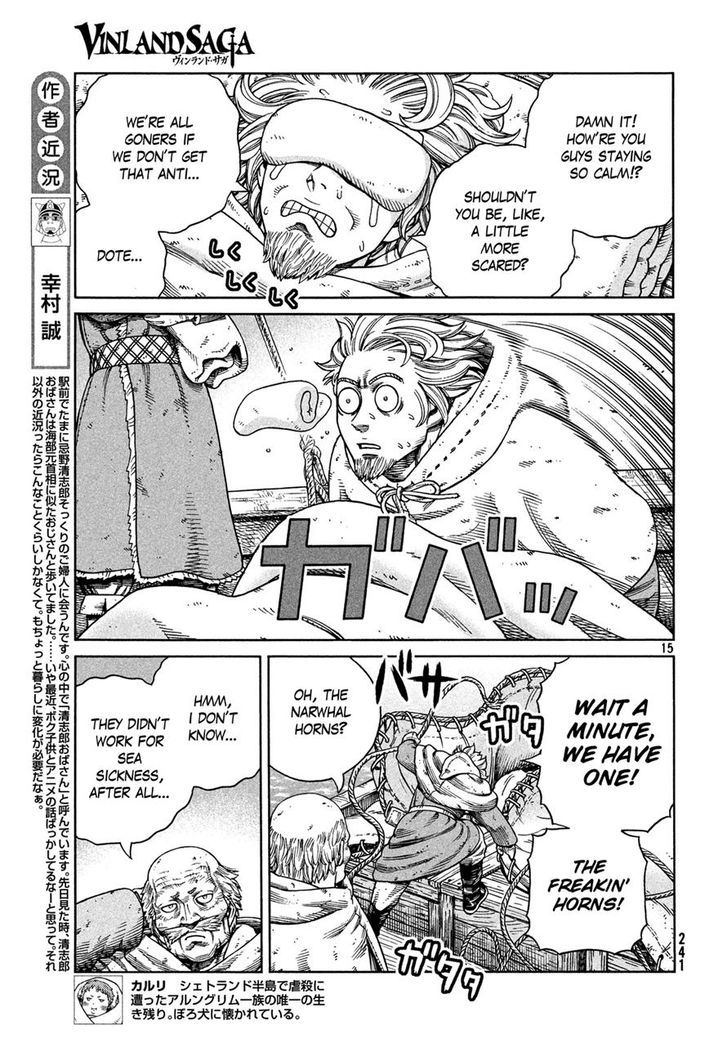 VINLAND SAGA
ヴィンランド・サガ
作者近況
幸村誠
駅前でたまに忌野清志郎そっくりのご婦人に会うんです。心の中で「清志郎おばさん」と呼んでいます。先日見た時、清志郎
おばさんは海部元首相に似たおじさんと歩いてました。……いや最近、ボク子供とアニメの話ばっかしてるなーと思って。それ
以外の近況ったらこんなことくらいしかなくて。もちょっと暮らしに変化が必要だなぁ。
DAMN IT!
HOW'RE YOU
GUYS STAYING
SO CALM!?
SHOULDN'T
YOU BE, LIKE,
A LITTLE
MORE
SCARED?
WE'RE ALL
GONERS IF
WE DON'T GET
THAT ANTI...
DOTE...
しく
しく
しく
ガバッ
15
WAIT A
MINUTE,
WE HAVE
ONE!
THE
FREAKIN'
HORNS!
バサ
ガタ
ガタガタ
OH, THE
NARWHAL
HORNS?
HMM,
I DON'T
KNOW...
THEY DIDN'T
WORK FOR
SEA
SICKNESS,
AFTER ALL...
241
カルリ シェトランド半島で虐殺に
遭ったアルングリム一族の唯一の生
き残り。ぼろ犬に懐かれている。